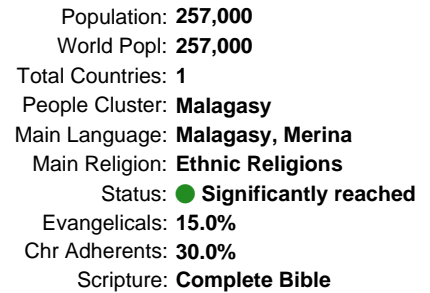 Population: 257,000
World Popl: 257,000
Total Countries: 1
People Cluster: Malagasy
Main Language: Malagasy, Merina
Main Religion: Ethnic Religions
Status: Significantly reached
Evangelicals: 15.0%
Chr Adherents: 30.0%
Scripture: Complete Bible